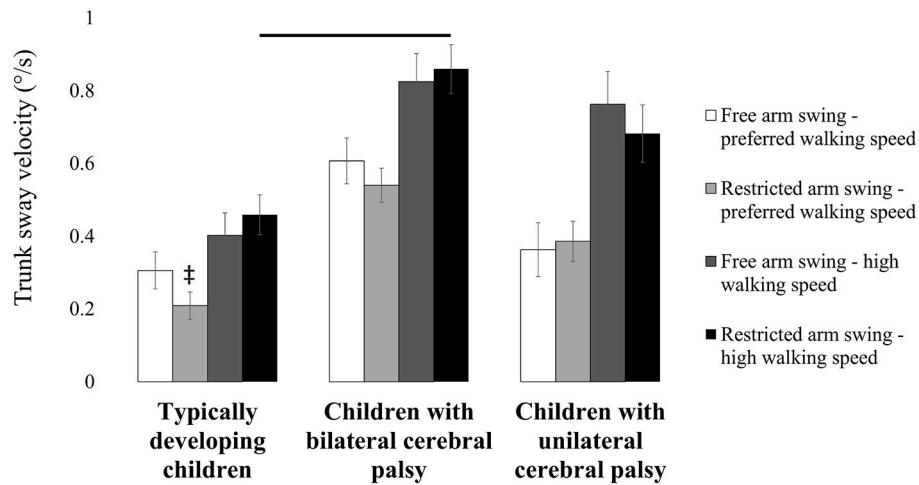 Trunk sway velocity (°/s)
1
0.8
0.6
0.4
0.2
0
‡
Typically
developing
children
Children with
bilateral cerebral
palsy
Children with
unilateral
cerebral palsy
Free arm swing -
preferred walking speed
Restricted arm swing -
preferred walking speed
Free arm swing - high
walking speed
Restricted arm swing -
high walking speed